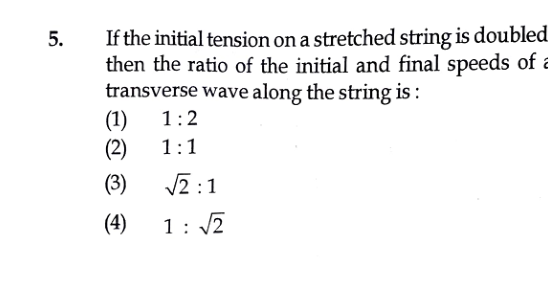 5. If the initial tension on a stretched string is doubled
then the ratio of the initial and final speeds of a
transverse wave along the string is :
(1) 1 : 2
(2) 1 : 1
(3) √2 : 1
(4) 1 : √2